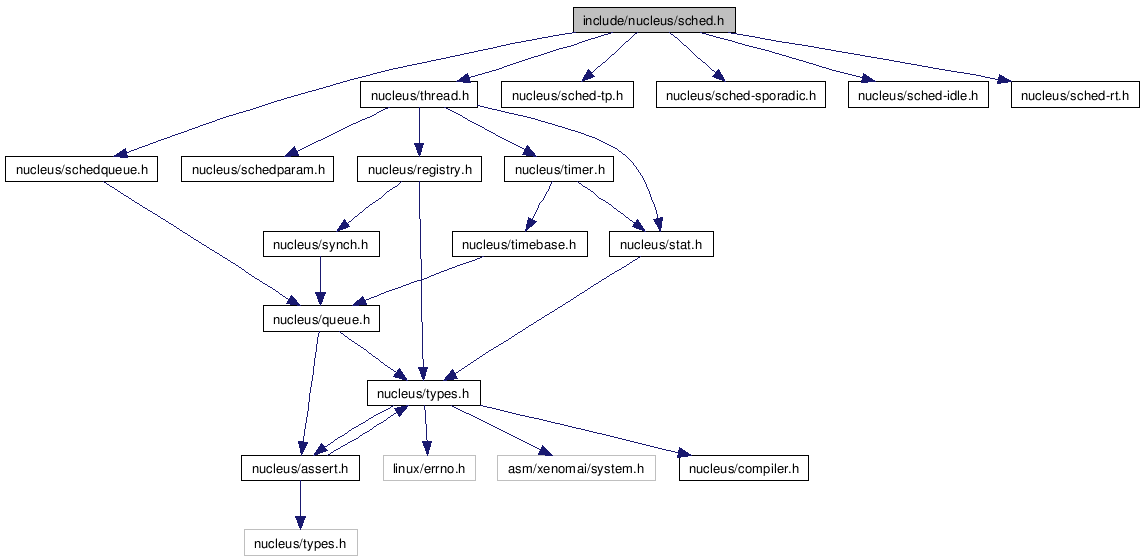 include/nucleus/sched.h
nucleus/thread.h
nucleus/sched-tp.h
nucleus/sched-sporadic.h
nucleus/sched-idle.h
nucleus/sched-rt.h
nucleus/schedqueue.h
nucleus/schedparam.h
nucleus/registry.h
nucleus/timer.h
nucleus/synch.h
nucleus/timebase.h
nucleus/stat.h
nucleus/queue.h
nucleus/types.h
nucleus/assert.h
linux/errno.h
asm/xenomai/system.h
nucleus/compiler.h
nucleus/types.h